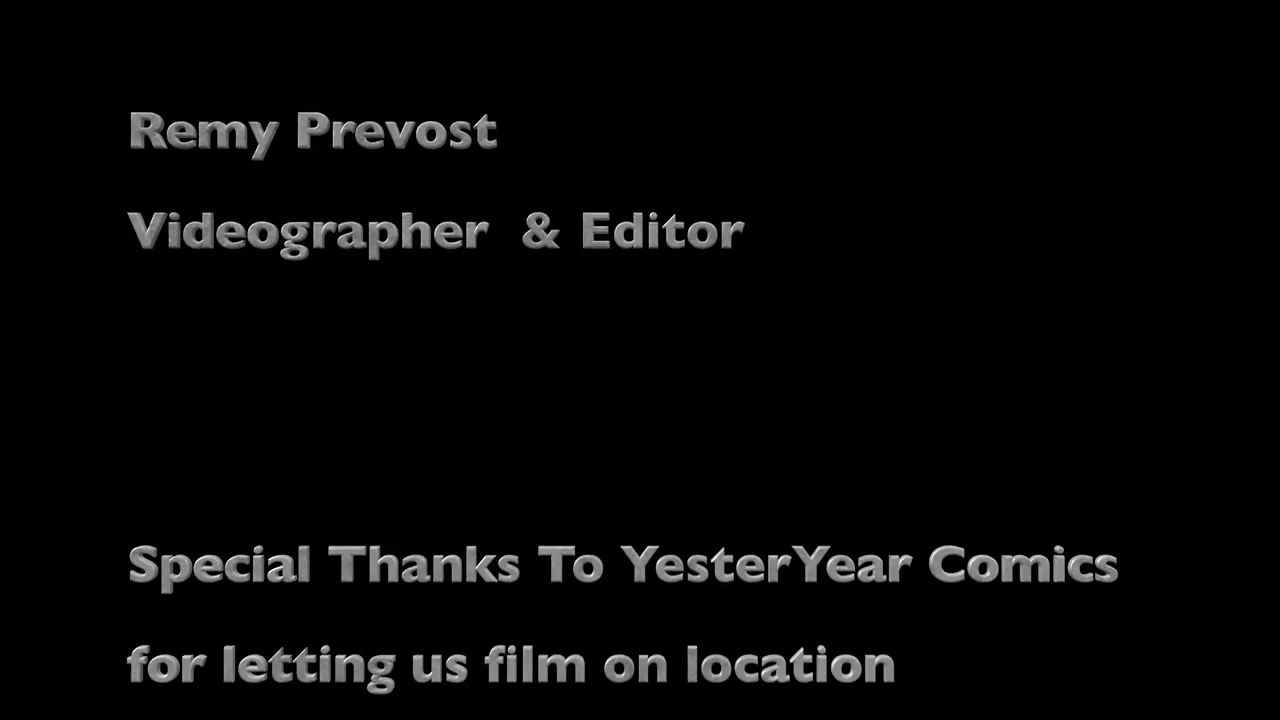 Remy Prevost
Videographer & Editor
Special Thanks To YesterYear Comics
for letting us film on location